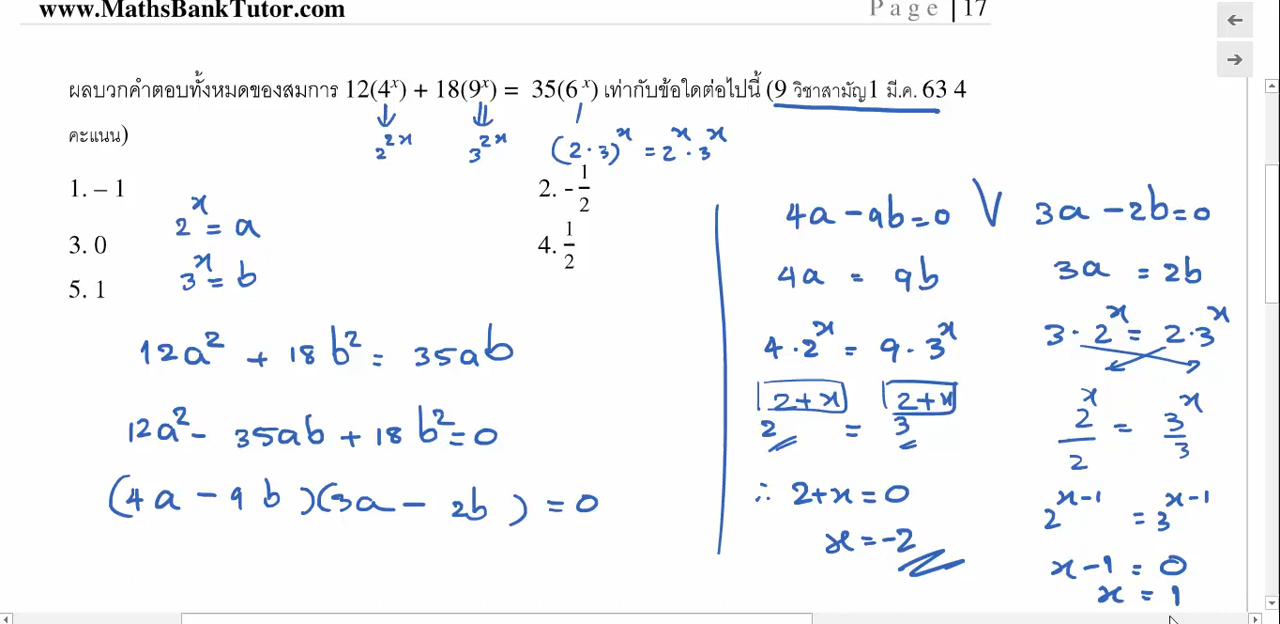 www.MathsBankTutor.com
Page | 17
ผลบวกคำตอบทั้งหมดของสมการ 12(4^x) + 18(9^x) = 35(6^x) เท่ากับข้อใดต่อไปนี้ (9 วิชาสามัญ1 มี.ค. 63 4
คะแนน)
2^{2x}
3^{2x}
(2·3)^x = 2^x · 3^x
1. – 1
2. -1/2
3. 0
4. 1/2
5. 1
2^x = a
3^x = b
12a² + 18b² = 35ab
12a² - 35ab + 18b² = 0
(4a - 9b)(3a - 2b) = 0
4a - 9b = 0 ∨ 3a - 2b = 0
4a = 9b
4·2^x = 9·3^x
2^{2+x} = 3^{2+x}
∴ 2+x = 0
x = -2
3a = 2b
3·2^x = 2·3^x
2^x/2 = 3^x/3
2^{x-1} = 3^{x-1}
x-1 = 0
x = 1